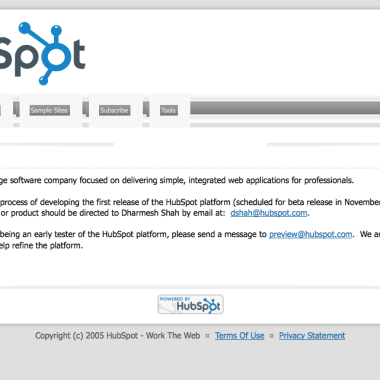 Spot
Sample Sites Subscribe Tools
ge software company focused on delivering simple, integrated web applications for professionals.
process of developing the first release of the HubSpot platform (scheduled for beta release in November
or product should be directed to Dharmesh Shah by email at: dshah@hubspot.com.
being an early tester of the HubSpot platform, please send a message to preview@hubspot.com. We a
elp refine the platform.
POWERED BY
HubSpot
Copyright (c) 2005 HubSpot - Work The Web ¤ Terms Of Use ¤ Privacy Statement